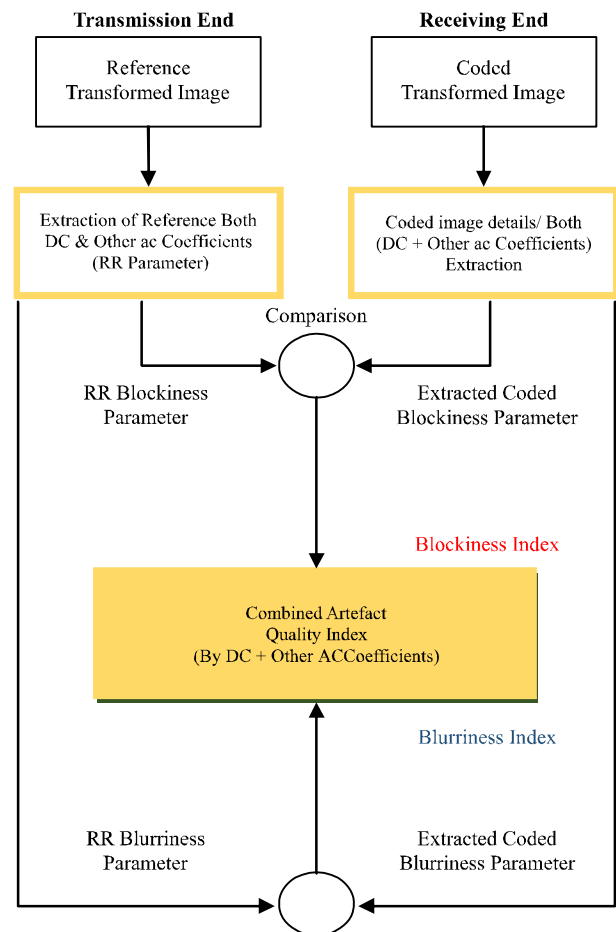 Transmission End
Receiving End
Reference
Transformed Image
Coded
Transformed Image
Extraction of Reference Both
DC & Other ac Coefficients
(RR Parameter)
Coded image details/ Both
(DC + Other ac Coefficients)
Extraction
Comparison
RR Blockiness
Parameter
Extracted Coded
Blockiness Parameter
Blockiness Index
Combined Artefact
Quality Index
(By DC + Other ACCoefficients)
Blurriness Index
RR Blurriness
Parameter
Extracted Coded
Blurriness Parameter